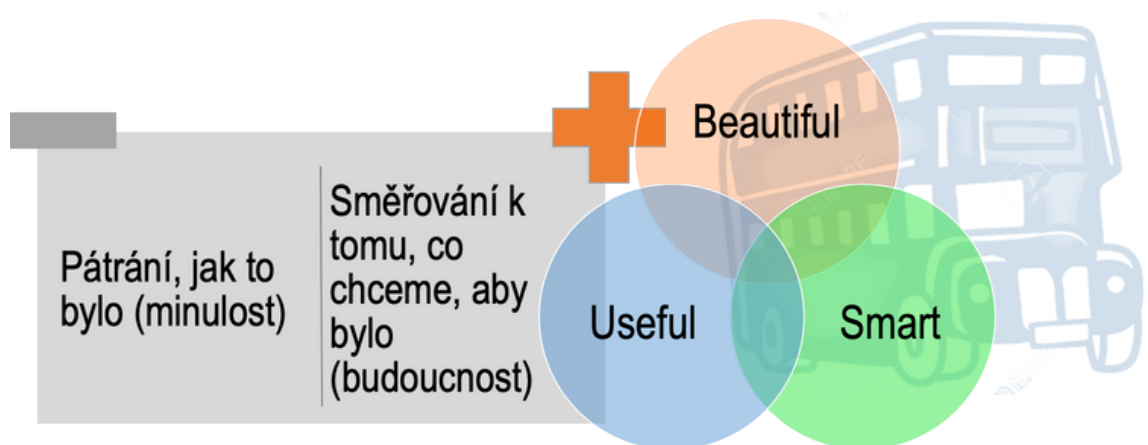 Pátrání, jak to
bylo (minulost)
Směřování k
tomu, co
chceme, aby
bylo
(budoucnost)
Beautiful
Useful
Smart